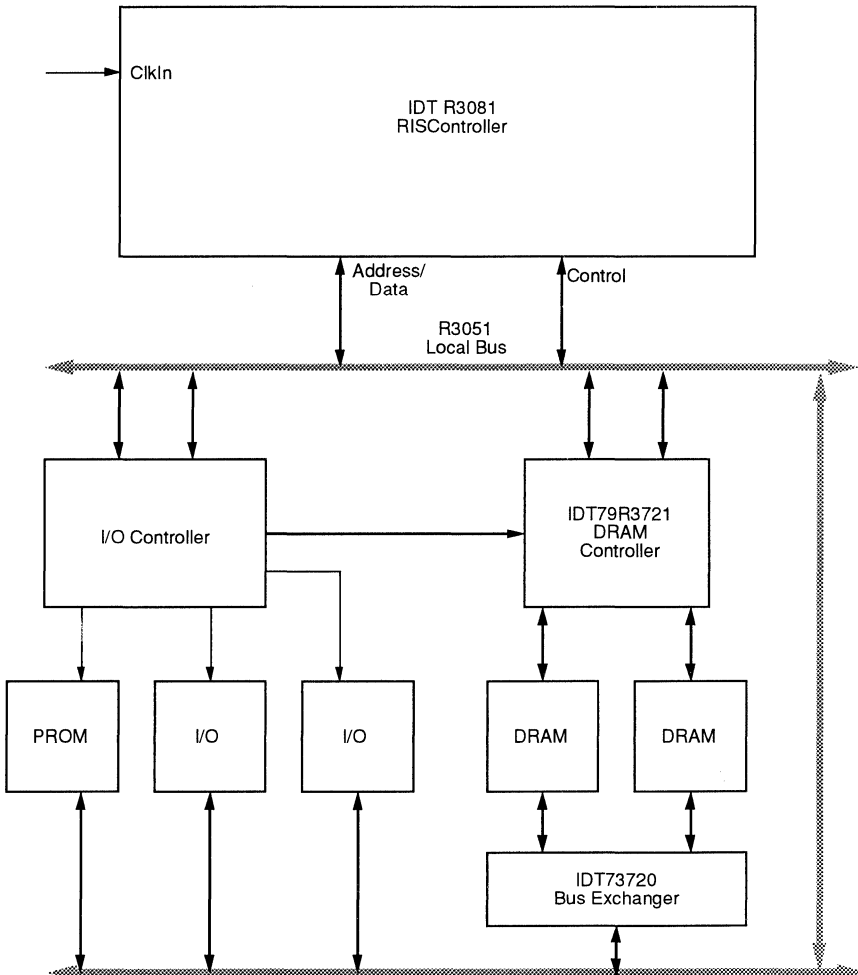 ClkIn
IDT R3081
RISController
Address/
Data
Control
R3051
Local Bus
I/O Controller
IDT79R3721
DRAM
Controller
PROM
I/O
I/O
DRAM
DRAM
IDT73720
Bus Exchanger